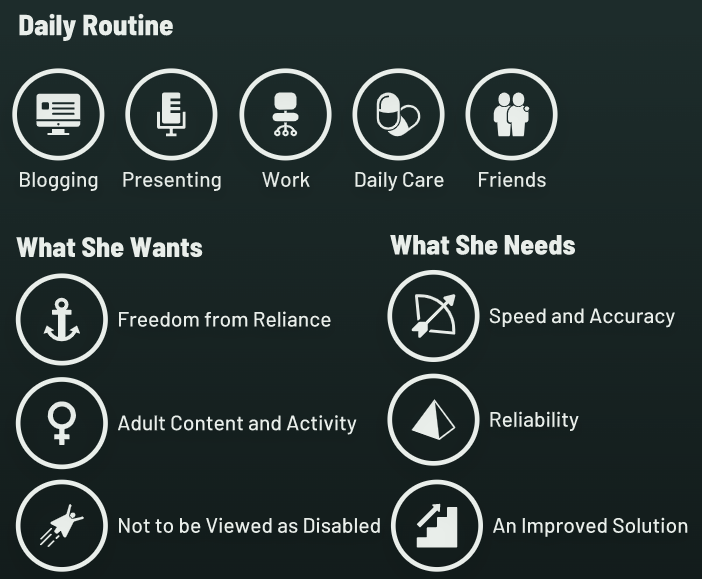 Daily Routine
Blogging
Presenting
Work
Daily Care
Friends
What She Wants
Freedom from Reliance
Adult Content and Activity
Not to be Viewed as Disabled
What She Needs
Speed and Accuracy
Reliability
An Improved Solution